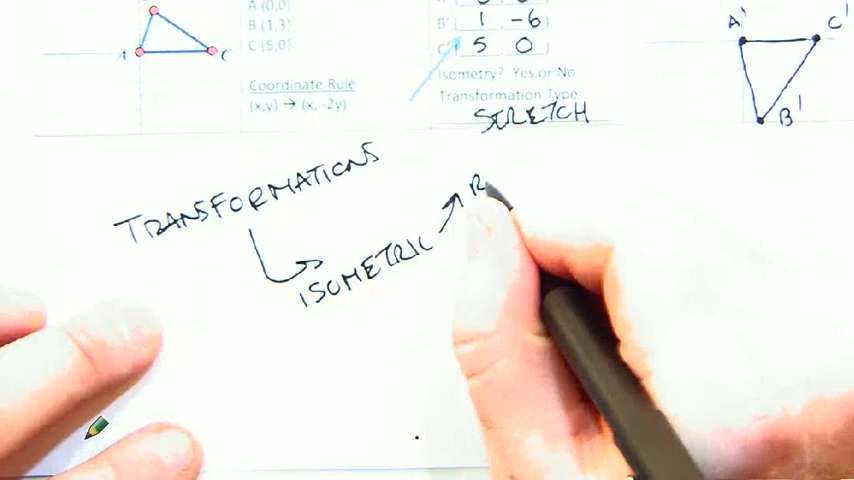 A (0,0)
B (1,3)
C (5,0)
A
C
Coordinate Rule
(x,y) → (x, -2y)
B' ( 1 , -6 )
C' 5 , 0 )
Isometry? Yes or No
Transformation Type:
STRETCH
A' C'
B'
TRANSFORMATIONS
ISOMETRIC
R